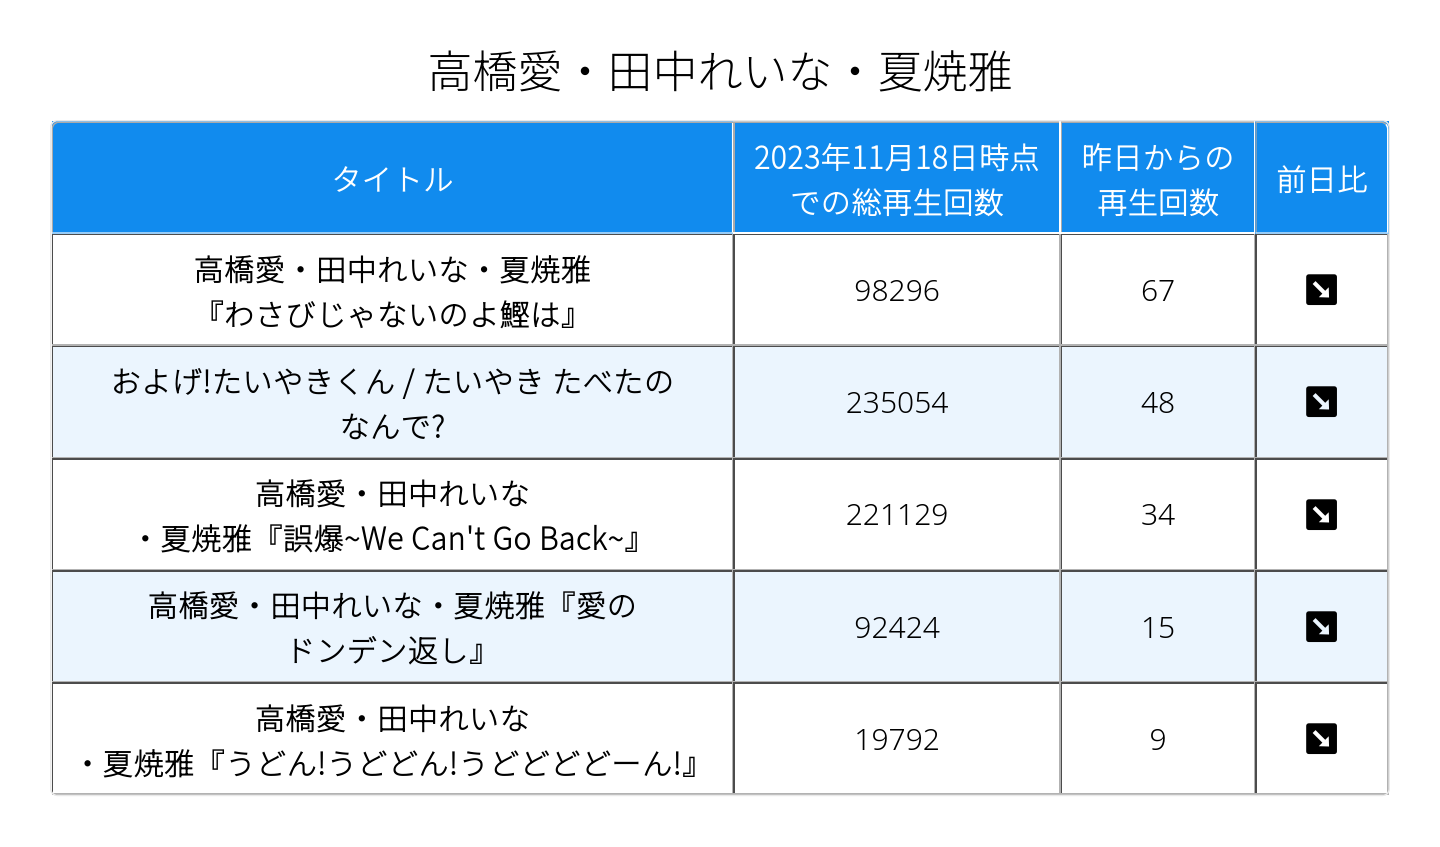 高橋愛・田中れいな・夏焼雅
タイトル
2023年11月18日時点
での総再生回数
昨日からの
再生回数
前日比
高橋愛・田中れいな・夏焼雅
『わさびじゃないのよ鰹は』
98296
67
およげ!たいやきくん / たいやき たべたの
なんで?
235054
48
高橋愛・田中れいな
・夏焼雅『誤爆~We Can't Go Back~』
221129
34
高橋愛・田中れいな・夏焼雅『愛の
ドンデン返し』
92424
15
高橋愛・田中れいな
・夏焼雅『うどん!うどどん!うどどどどーん!』
19792
9